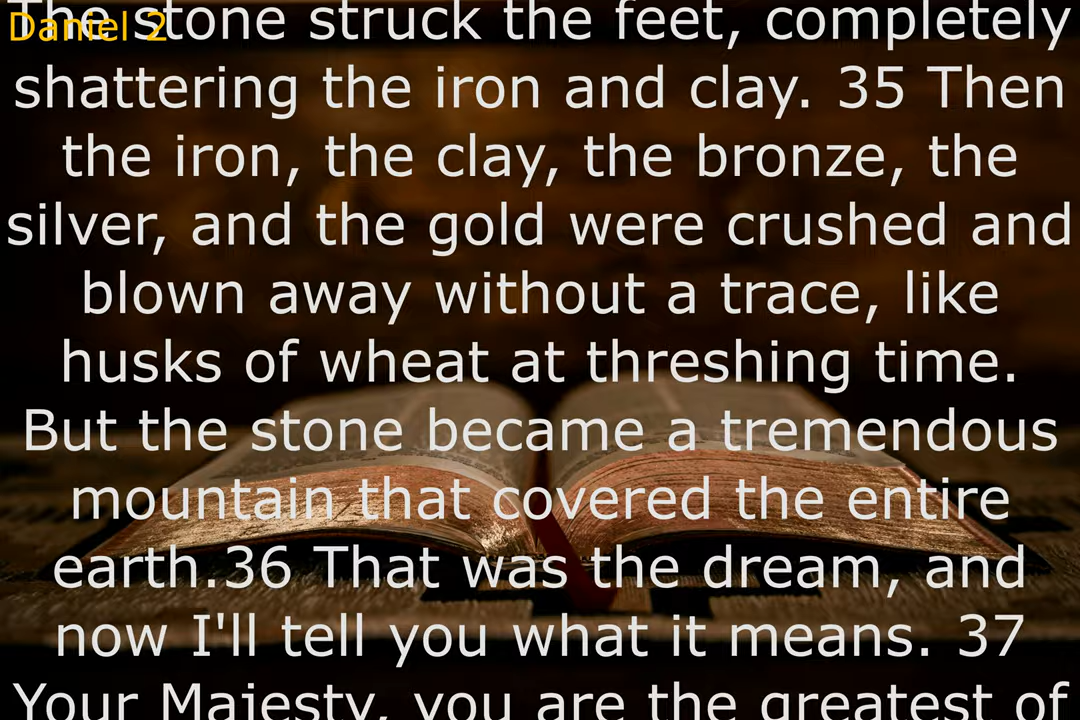 Daniel 2
The stone struck the feet, completely
shattering the iron and clay. 35 Then
the iron, the clay, the bronze, the
silver, and the gold were crushed and
blown away without a trace, like
husks of wheat at threshing time.
But the stone became a tremendous
mountain that covered the entire
earth.36 That was the dream, and
now I'll tell you what it means. 37
Your Majesty, you are the greatest of